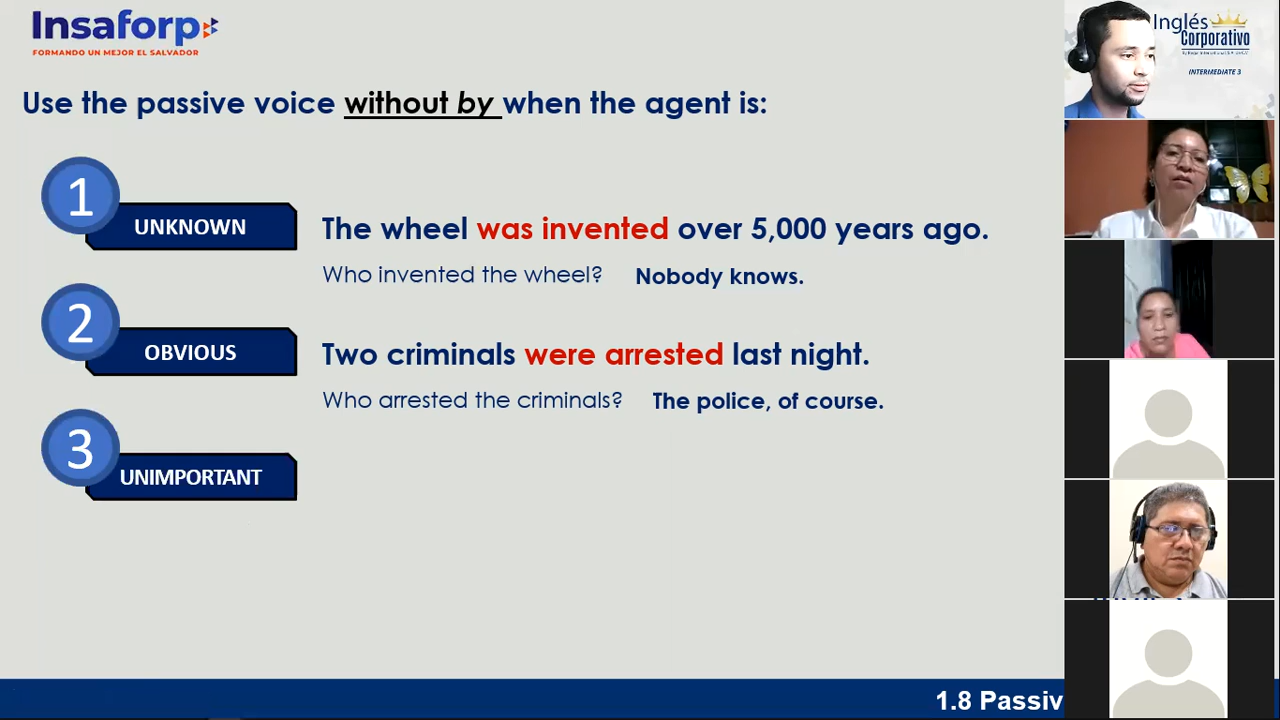 Insaforp
FORMANDO UN MEJOR EL SALVADOR
Use the passive voice without by when the agent is:
1
UNKNOWN
The wheel was invented over 5,000 years ago.
Who invented the wheel? Nobody knows.
2
OBVIOUS
Two criminals were arrested last night.
Who arrested the criminals? The police, of course.
3
UNIMPORTANT
1.8 Passiv
Inglés
Corporativo
INTERMEDIATE 3